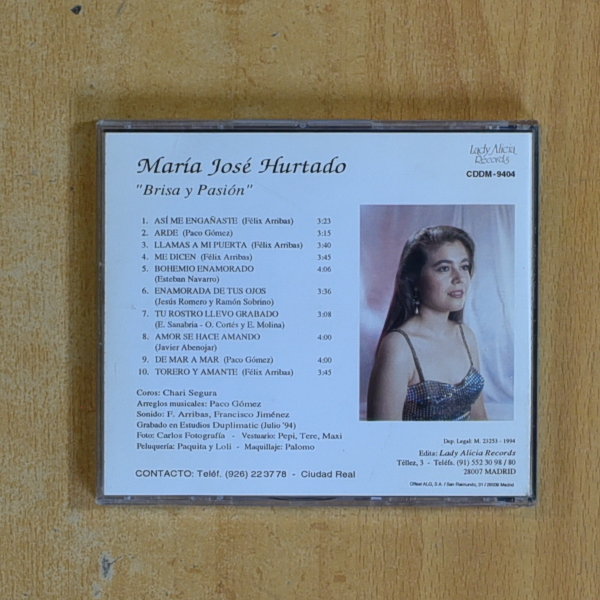 María José Hurtado
"Brisa y Pasión"
Lady Alicia
Records
CDDM-9404
1. ASÍ ME ENGAÑASTE (Félix Arribas) 3:23
2. ARDE (Paco Gómez) 3:15
3. LLAMAS A MI PUERTA (Félix Arribas) 3:40
4. ME DICEN (Félix Arribas) 3:45
5. BOHEMIO ENAMORADO 4:06
(Esteban Navarro)
6. ENAMORADA DE TUS OJOS 3:36
(Jesús Romero y Ramón Sobrino)
7. TU ROSTRO LLEVO GRABADO 3:08
(E. Sanabria - O. Cortés y E. Molina)
8. AMOR SE HACE AMANDO 4:00
(Javier Abenojar)
9. DE MAR A MAR (Paco Gómez) 4:00
10. TORERO Y AMANTE (Félix Arribas) 3:45
Coros: Chari Segura
Arreglos musicales: Paco Gómez
Sonido: F. Arribas, Francisco Jiménez
Grabado en Estudios Duplimatic (Julio '94)
Foto: Carlos Fotografía - Vestuario: Pepi, Tere, Maxi
Peluquería: Paquita y Loli - Maquillaje: Palomo
CONTACTO: Teléf. (926) 22 37 78 - Ciudad Real
Dep. Legal: M. 23253 - 1994
Edita: Lady Alicia Records
Téllez, 3 - Teléfs. (91) 552 30 98 / 80
28007 MADRID